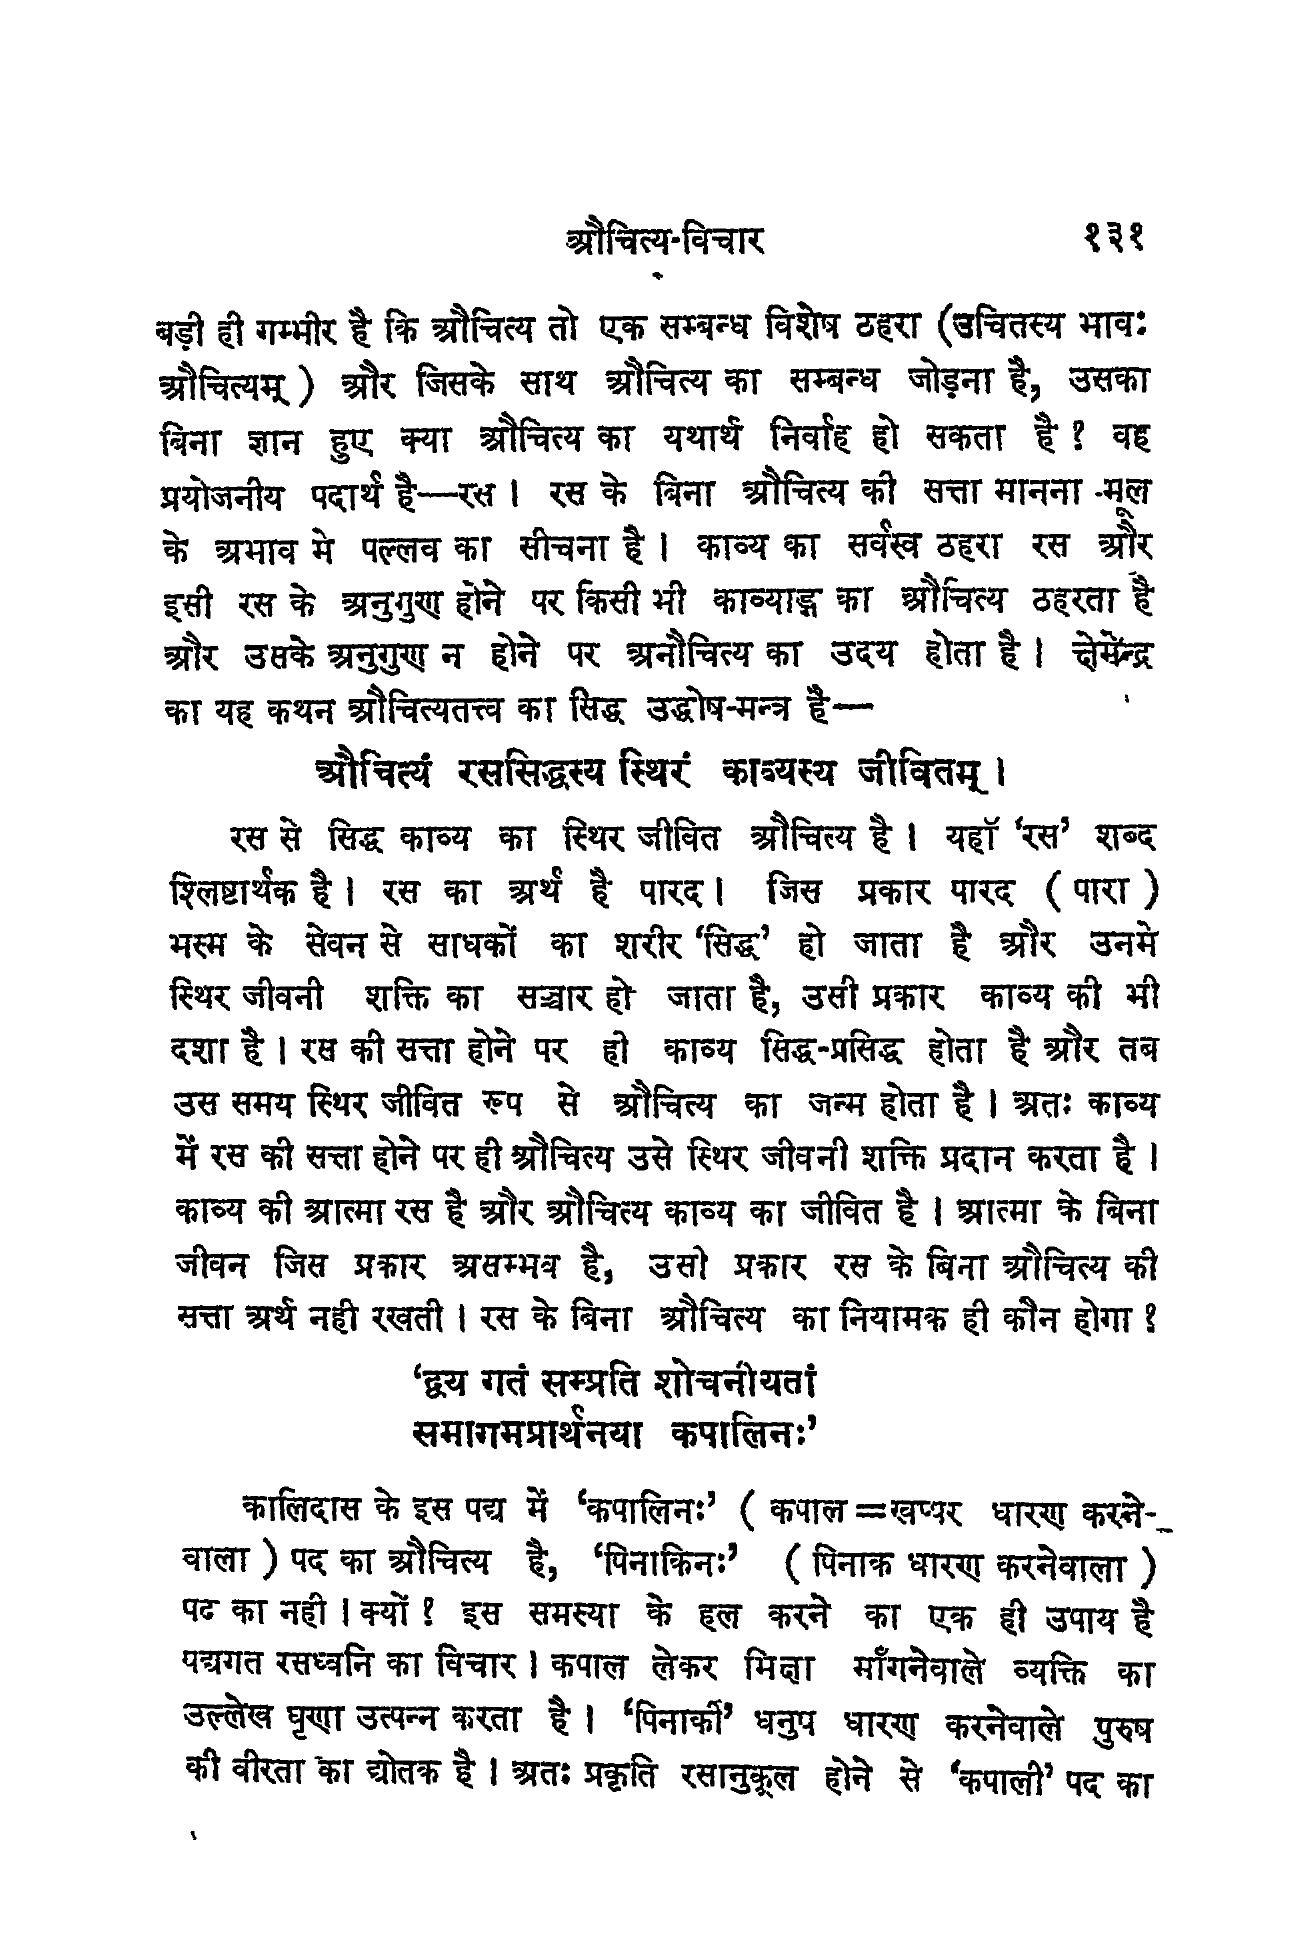 औचित्य-विचार १३१
बड़ी ही गम्भीर है कि औचित्य तो एक सम्बन्ध विशेष ठहरा (उचितस्य भावः
औचित्यम् ) और जिसके साथ औचित्य का सम्बन्ध जोड़ना है, उसका
बिना ज्ञान हुए क्या औचित्य का यथार्थ निर्वाह हो सकता है ? वह
प्रयोजनीय पदार्थ है—रस । रस के बिना औचित्य की सत्ता मानना मूल
के अभाव मे पल्लव का सीचना है । काव्य का सर्वस्व ठहरा रस और
इसी रस के अनुगुण होने पर किसी भी काव्याङ्ग का औचित्य ठहरता है
और उसके अनुगुण न होने पर अनौचित्य का उदय होता है । क्षेमेन्द्र
का यह कथन औचित्यतत्त्व का सिद्ध उद्घोष-मन्त्र है—
औचित्यं रससिद्धस्य स्थिरं काव्यस्य जीवितम् ।
रस से सिद्ध काव्य का स्थिर जीवित औचित्य है । यहाॅ ‘रस’ शब्द
श्लिष्टार्थक है । रस का अर्थ है पारद । जिस प्रकार पारद ( पारा )
भस्म के सेवन से साधकों का शरीर ‘सिद्ध’ हो जाता है और उनमे
स्थिर जीवनी शक्ति का सञ्चार हो जाता है, उसी प्रकार काव्य की भी
दशा है । रस की सत्ता होने पर ही काव्य सिद्ध-प्रसिद्ध होता है और तब
उस समय स्थिर जीवित रूप से औचित्य का जन्म होता है । अतः काव्य
में रस की सत्ता होने पर ही औचित्य उसे स्थिर जीवनी शक्ति प्रदान करता है ।
काव्य की आत्मा रस है और औचित्य काव्य का जीवित है । आत्मा के बिना
जीवन जिस प्रकार असम्भव है, उसी प्रकार रस के बिना औचित्य की
सत्ता अर्थ नही रखती । रस के बिना औचित्य का नियामक ही कौन होगा ?
‘द्वय गतं सम्प्रति शोचनीयतां
समागमप्रार्थनया कपालिनः’
कालिदास के इस पद्य में ‘कपालिनः’ ( कपाल=खप्पर धारण करने-
वाला ) पद का औचित्य है, ‘पिनाकिनः’ ( पिनाक धारण करनेवाला )
पद का नही । क्यों ? इस समस्या के हल करने का एक ही उपाय है
पद्यगत रसध्वनि का विचार । कपाल लेकर भिक्षा माँगनेवाले व्यक्ति का
उल्लेख घृणा उत्पन्न करता है । ‘पिनाकी’ धनुप धारण करनेवाले पुरुष
की वीरता का द्योतक है । अतः प्रकृति रसानुकूल होने से ‘कपाली’ पद का